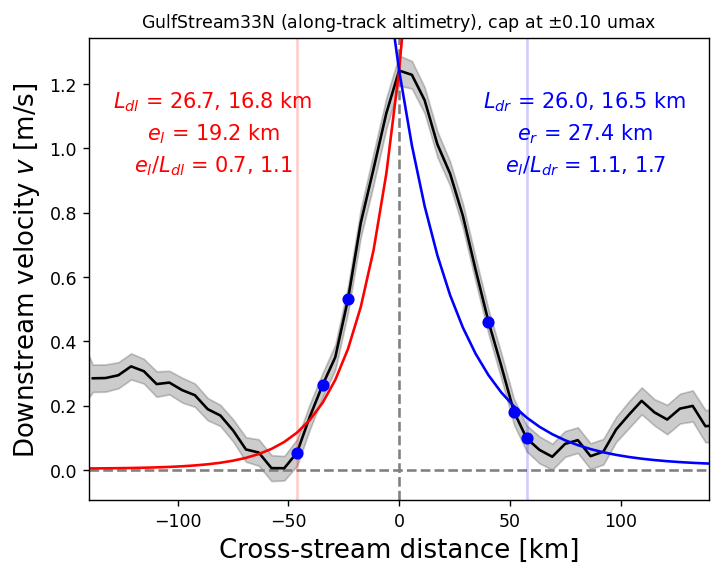 GulfStream33N (along-track altimetry), cap at ±0.10 umax
L_dl = 26.7, 16.8 km
e_l = 19.2 km
e_l/L_dl = 0.7, 1.1
L_dr = 26.0, 16.5 km
e_r = 27.4 km
e_l/L_dr = 1.1, 1.7
Downstream velocity v [m/s]
1.2
1.0
0.8
0.6
0.4
0.2
0.0
−100
−50
0
50
100
Cross-stream distance [km]